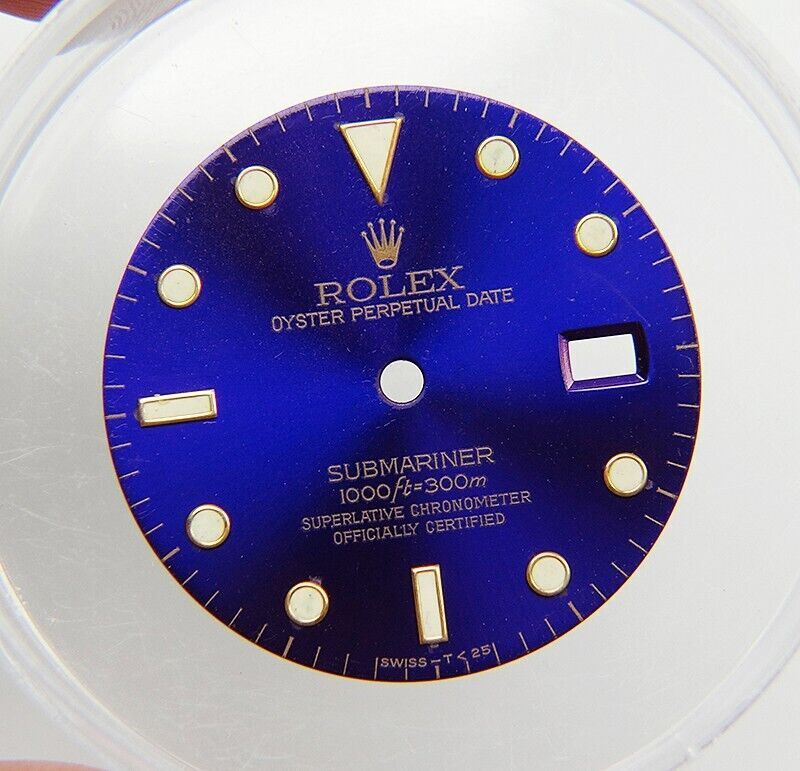 ROLEX
OYSTER PERPETUAL DATE
SUBMARINER
1000ft=300m
SUPERLATIVE CHRONOMETER
OFFICIALLY CERTIFIED
SWISS–T<25